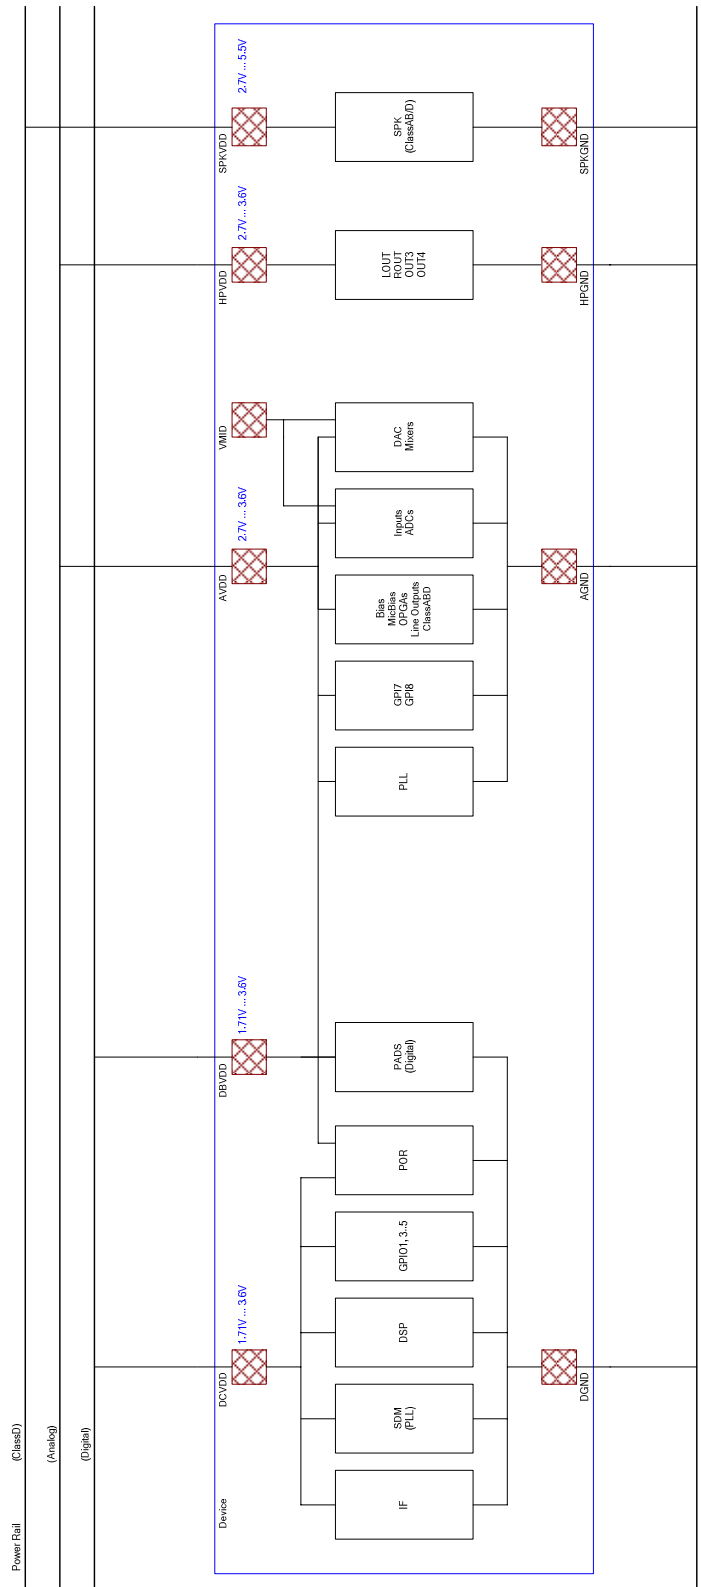 Power Rail
(ClassD)
(Analog)
(Digital)
Device
DCVDD
1.71V ... 3.6V
DBVDD
1.71V ... 3.6V
AVDD
2.7V ... 3.6V
VMID
HPVDD
2.7V ... 3.6V
SPKVDD
2.7V ... 5.5V
IF
SDM
(PLL)
DSP
GPIO1, 3..5
POR
PADS
(Digital)
PLL
GPI7
GPI8
Bias
MicBias
OPGAs
Line Outputs
ClassABD
Inputs
ADCs
DAC
Mixers
LOUT
ROUT
OUT3
OUT4
SPK
(ClassAB/D)
DGND
AGND
HPGND
SPKGND